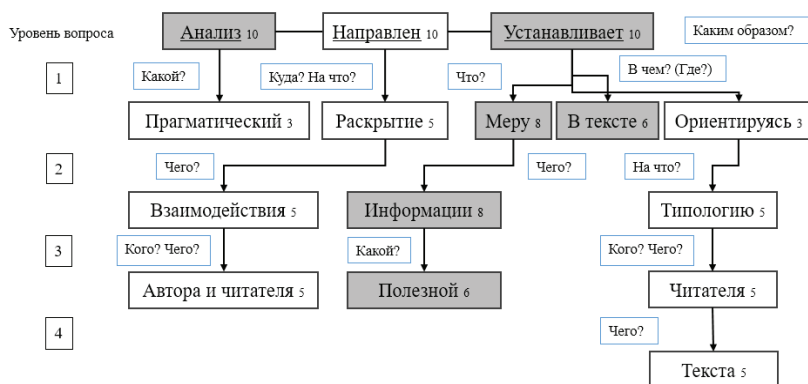 Уровень вопроса
Анализ 10
Направлен 10
Устанавливает 10
Каким образом?
1
Какой?
Куда? На что?
Что?
В чем? (Где?)
Прагматический 3
Раскрытие 5
Меру 8
В тексте 6
Ориентируясь 3
2
Чего?
Чего?
На что?
Взаимодействия 5
Информации 8
Типологию 5
3
Кого? Чего?
Какой?
Кого? Чего?
Автора и читателя 5
Полезной 6
Читателя 5
4
Чего?
Текста 5